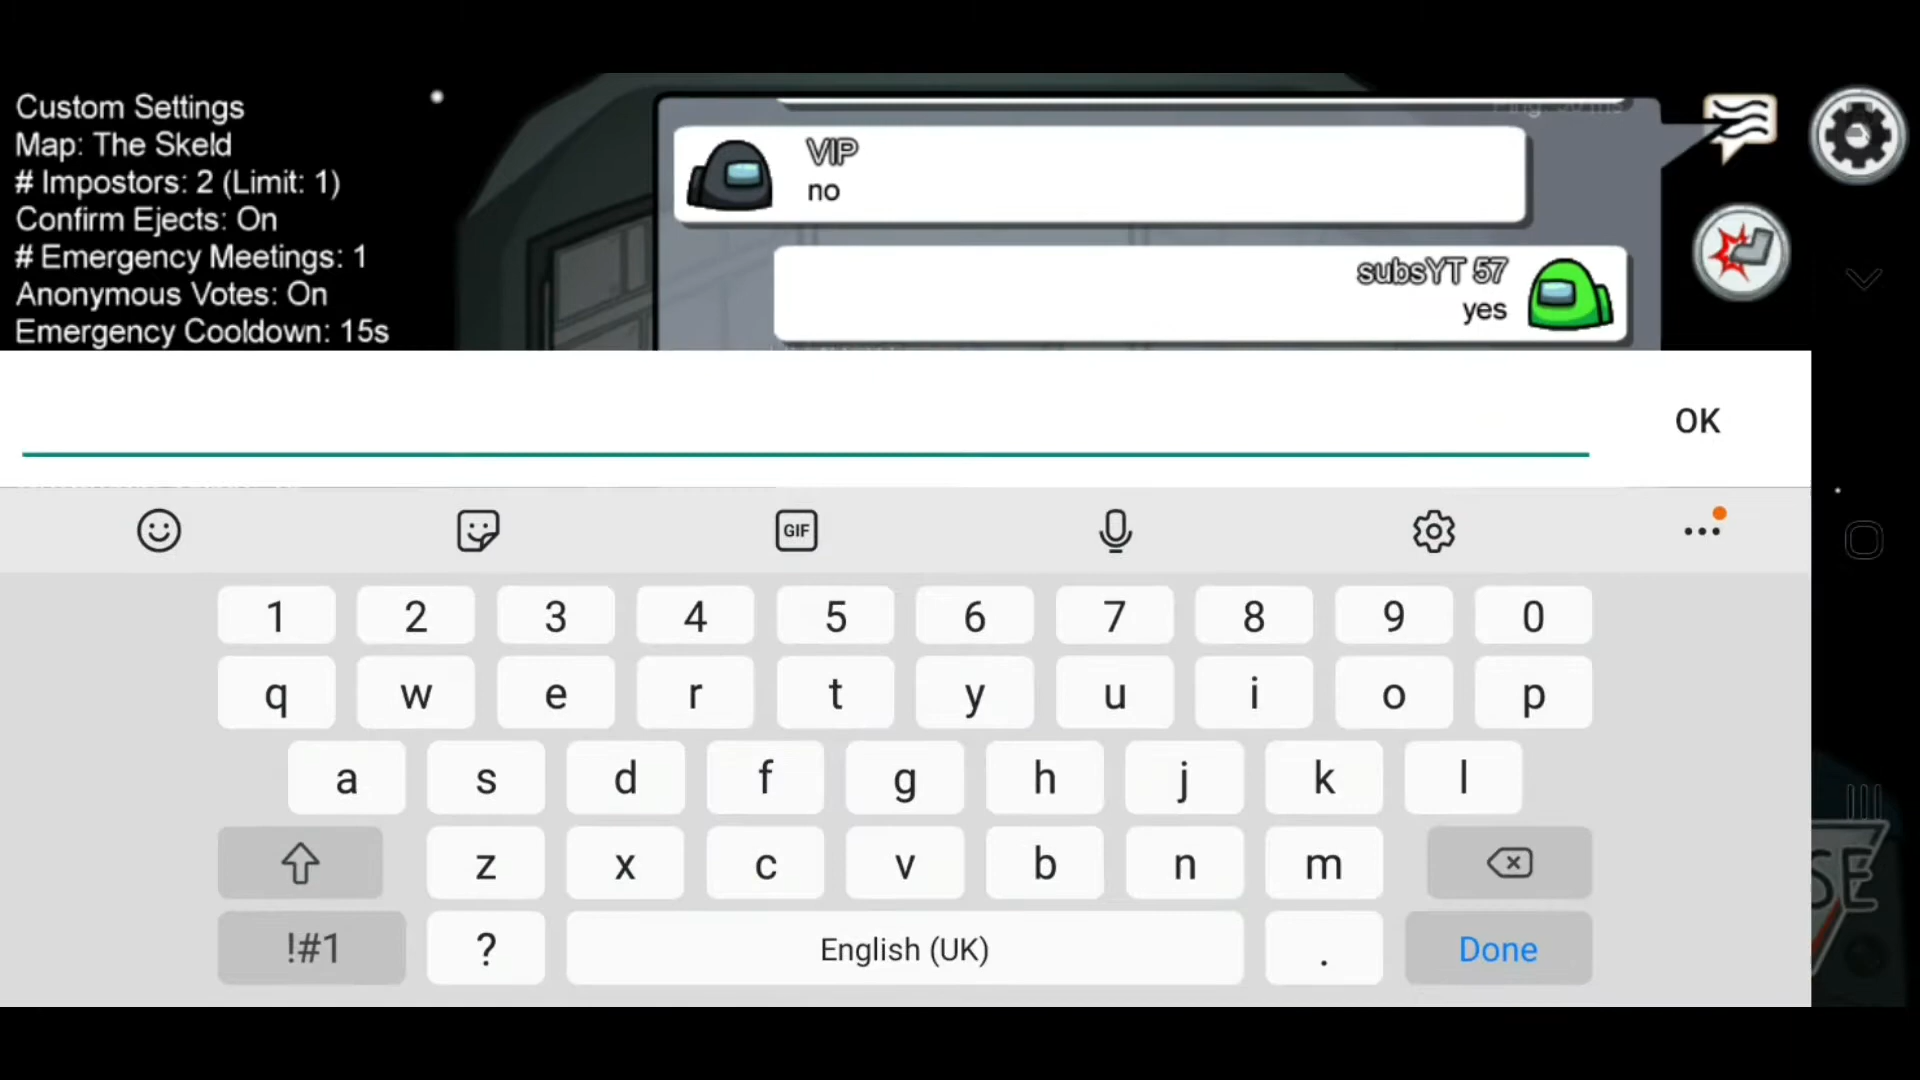 Custom Settings
Map: The Skeld
# Impostors: 2 (Limit: 1)
Confirm Ejects: On
# Emergency Meetings: 1
Anonymous Votes: On
Emergency Cooldown: 15s
VIP
no
subsYT 57
yes
OK
GIF
1 2 3 4 5 6 7 8 9 0
q w e r t y u i o p
a s d f g h j k l
z x c v b n m
!#1 ? English (UK) . Done